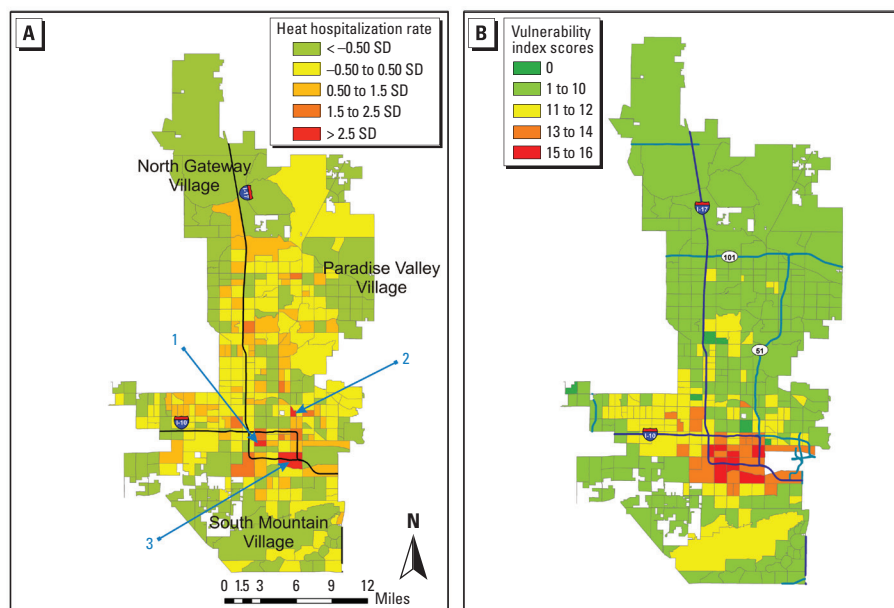 A
Heat hospitalization rate
< –0.50 SD
–0.50 to 0.50 SD
0.50 to 1.5 SD
1.5 to 2.5 SD
> 2.5 SD
North Gateway
Village
I-17
Paradise Valley
Village
1
2
I-10
South Mountain
Village
3
N
0 1.5 3 6 9 12
Miles
B
Vulnerability
index scores
0
1 to 10
11 to 12
13 to 14
15 to 16
I-17
101
51
I-10